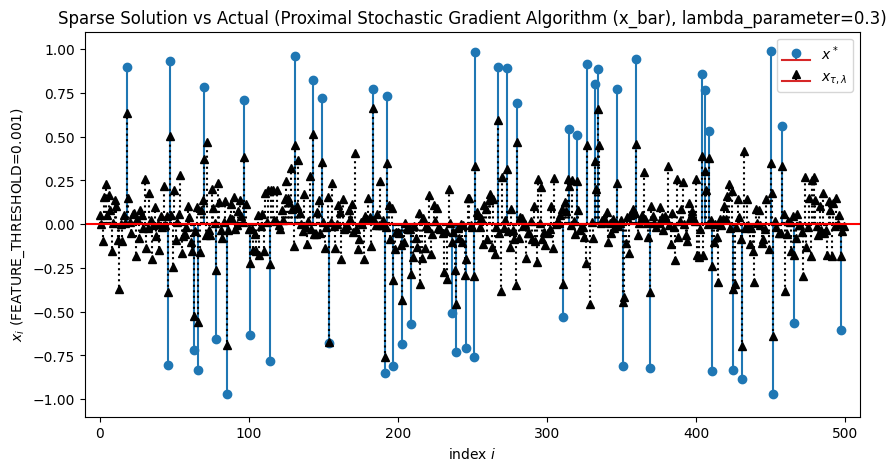 Sparse Solution vs Actual (Proximal Stochastic Gradient Algorithm (x_bar), lambda_parameter=0.3)
x*
x_τ,λ
1.00
0.75
0.50
0.25
0.00
−0.25
−0.50
−0.75
−1.00
x_i (FEATURE_THRESHOLD=0.001)
0 100 200 300 400 500
index i